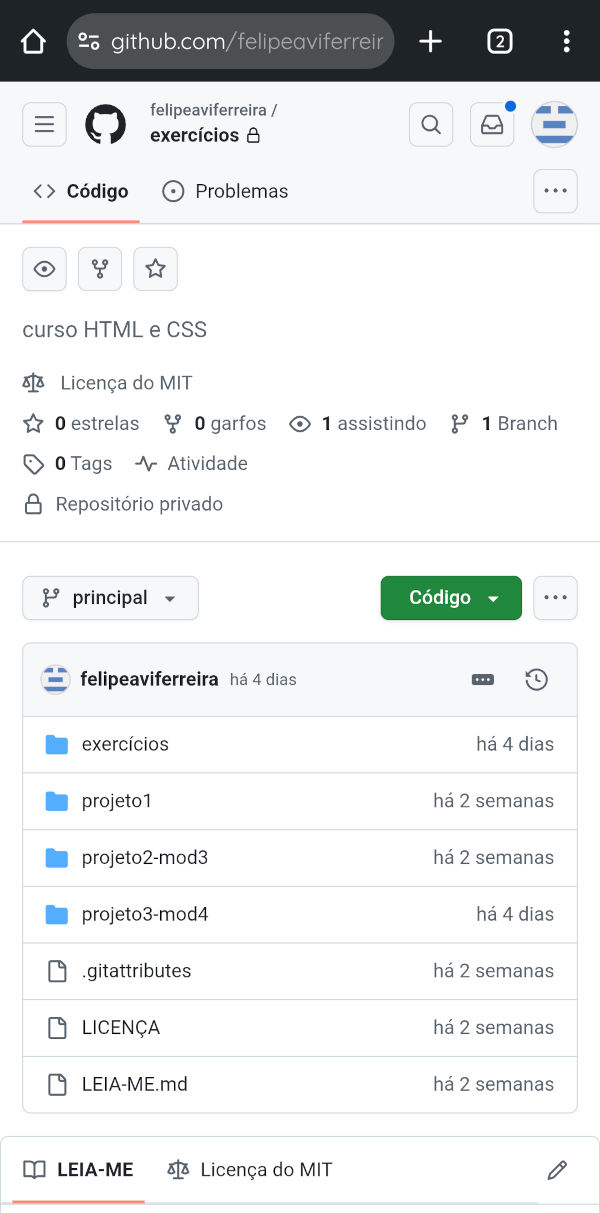 github.com/felipeaviferreir
2
felipeaviferreira /
exercícios
Código
Problemas
curso HTML e CSS
Licença do MIT
0 estrelas 0 garfos 1 assistindo 1 Branch
0 Tags Atividade
Repositório privado
principal
Código
felipeaviferreira há 4 dias
exercícios há 4 dias
projeto1 há 2 semanas
projeto2-mod3 há 2 semanas
projeto3-mod4 há 4 dias
.gitattributes há 2 semanas
LICENÇA há 2 semanas
LEIA-ME.md há 2 semanas
LEIA-ME Licença do MIT